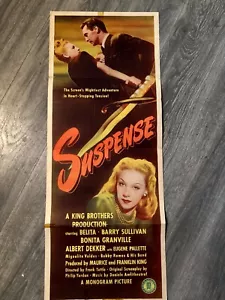 The Screen's Mightiest Adventure
In Heart-Stopping Tension!
SUSPENSE
A KING BROTHERS
PRODUCTION
starring BELITA · BARRY SULLIVAN
BONITA GRANVILLE
ALBERT DEKKER with EUGENE PALLETTE
Miguelito Valdes · Bobby Ramos & His Band
Produced by MAURICE and FRANKLIN KING
Directed by Frank Tuttle · Original Screenplay by
Philip Yordan · Music by Daniele Amfitheatrof
A MONOGRAM PICTURE